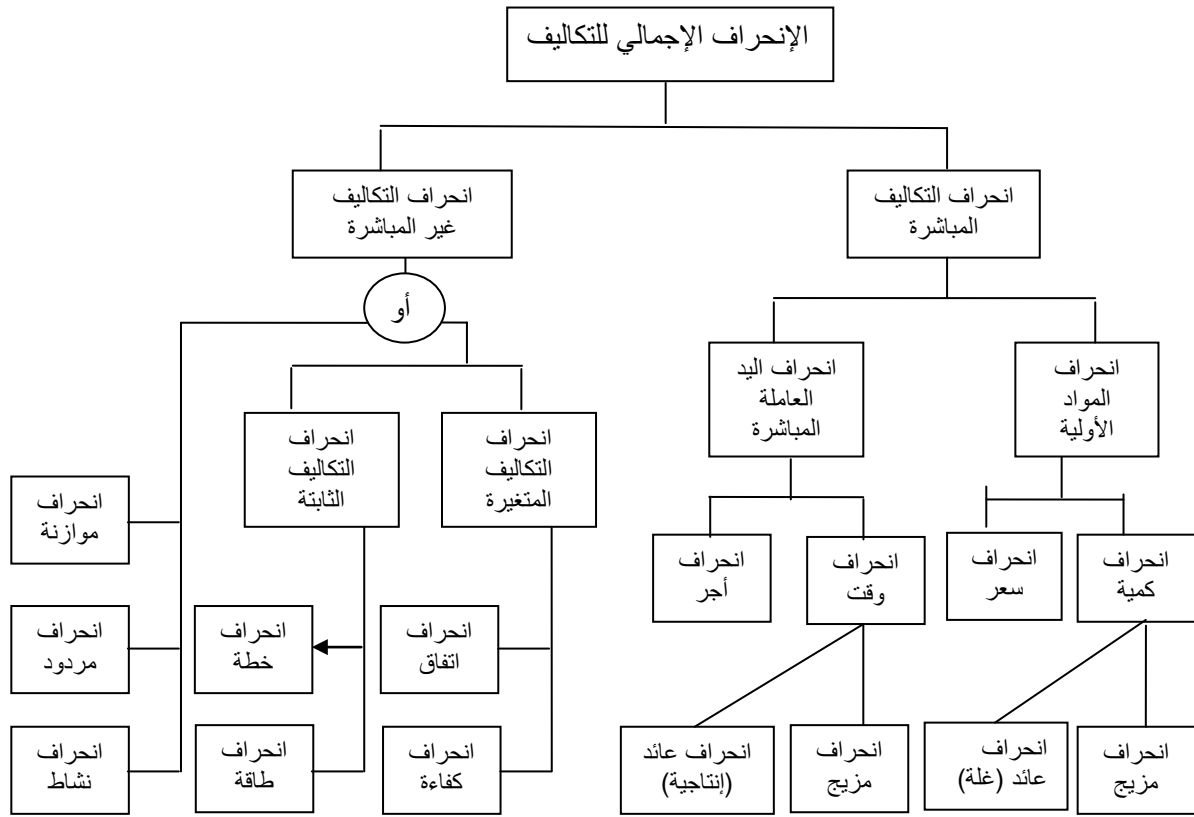 الإنحراف الإجمالي للتكاليف
انحراف التكاليف
المباشرة
انحراف التكاليف
غير المباشرة
أو
انحراف
المواد
الأولية
انحراف اليد
العاملة
المباشرة
انحراف
التكاليف
المتغيرة
انحراف
التكاليف
الثابتة
انحراف
موازنة
انحراف
كمية
انحراف
سعر
انحراف
وقت
انحراف
أجر
انحراف
اتفاق
انحراف
خطة
انحراف
مردود
انحراف
مزيج
انحراف
عائد (غلة)
انحراف
مزيج
انحراف عائد
(إنتاجية)
انحراف
كفاءة
انحراف
طاقة
انحراف
نشاط